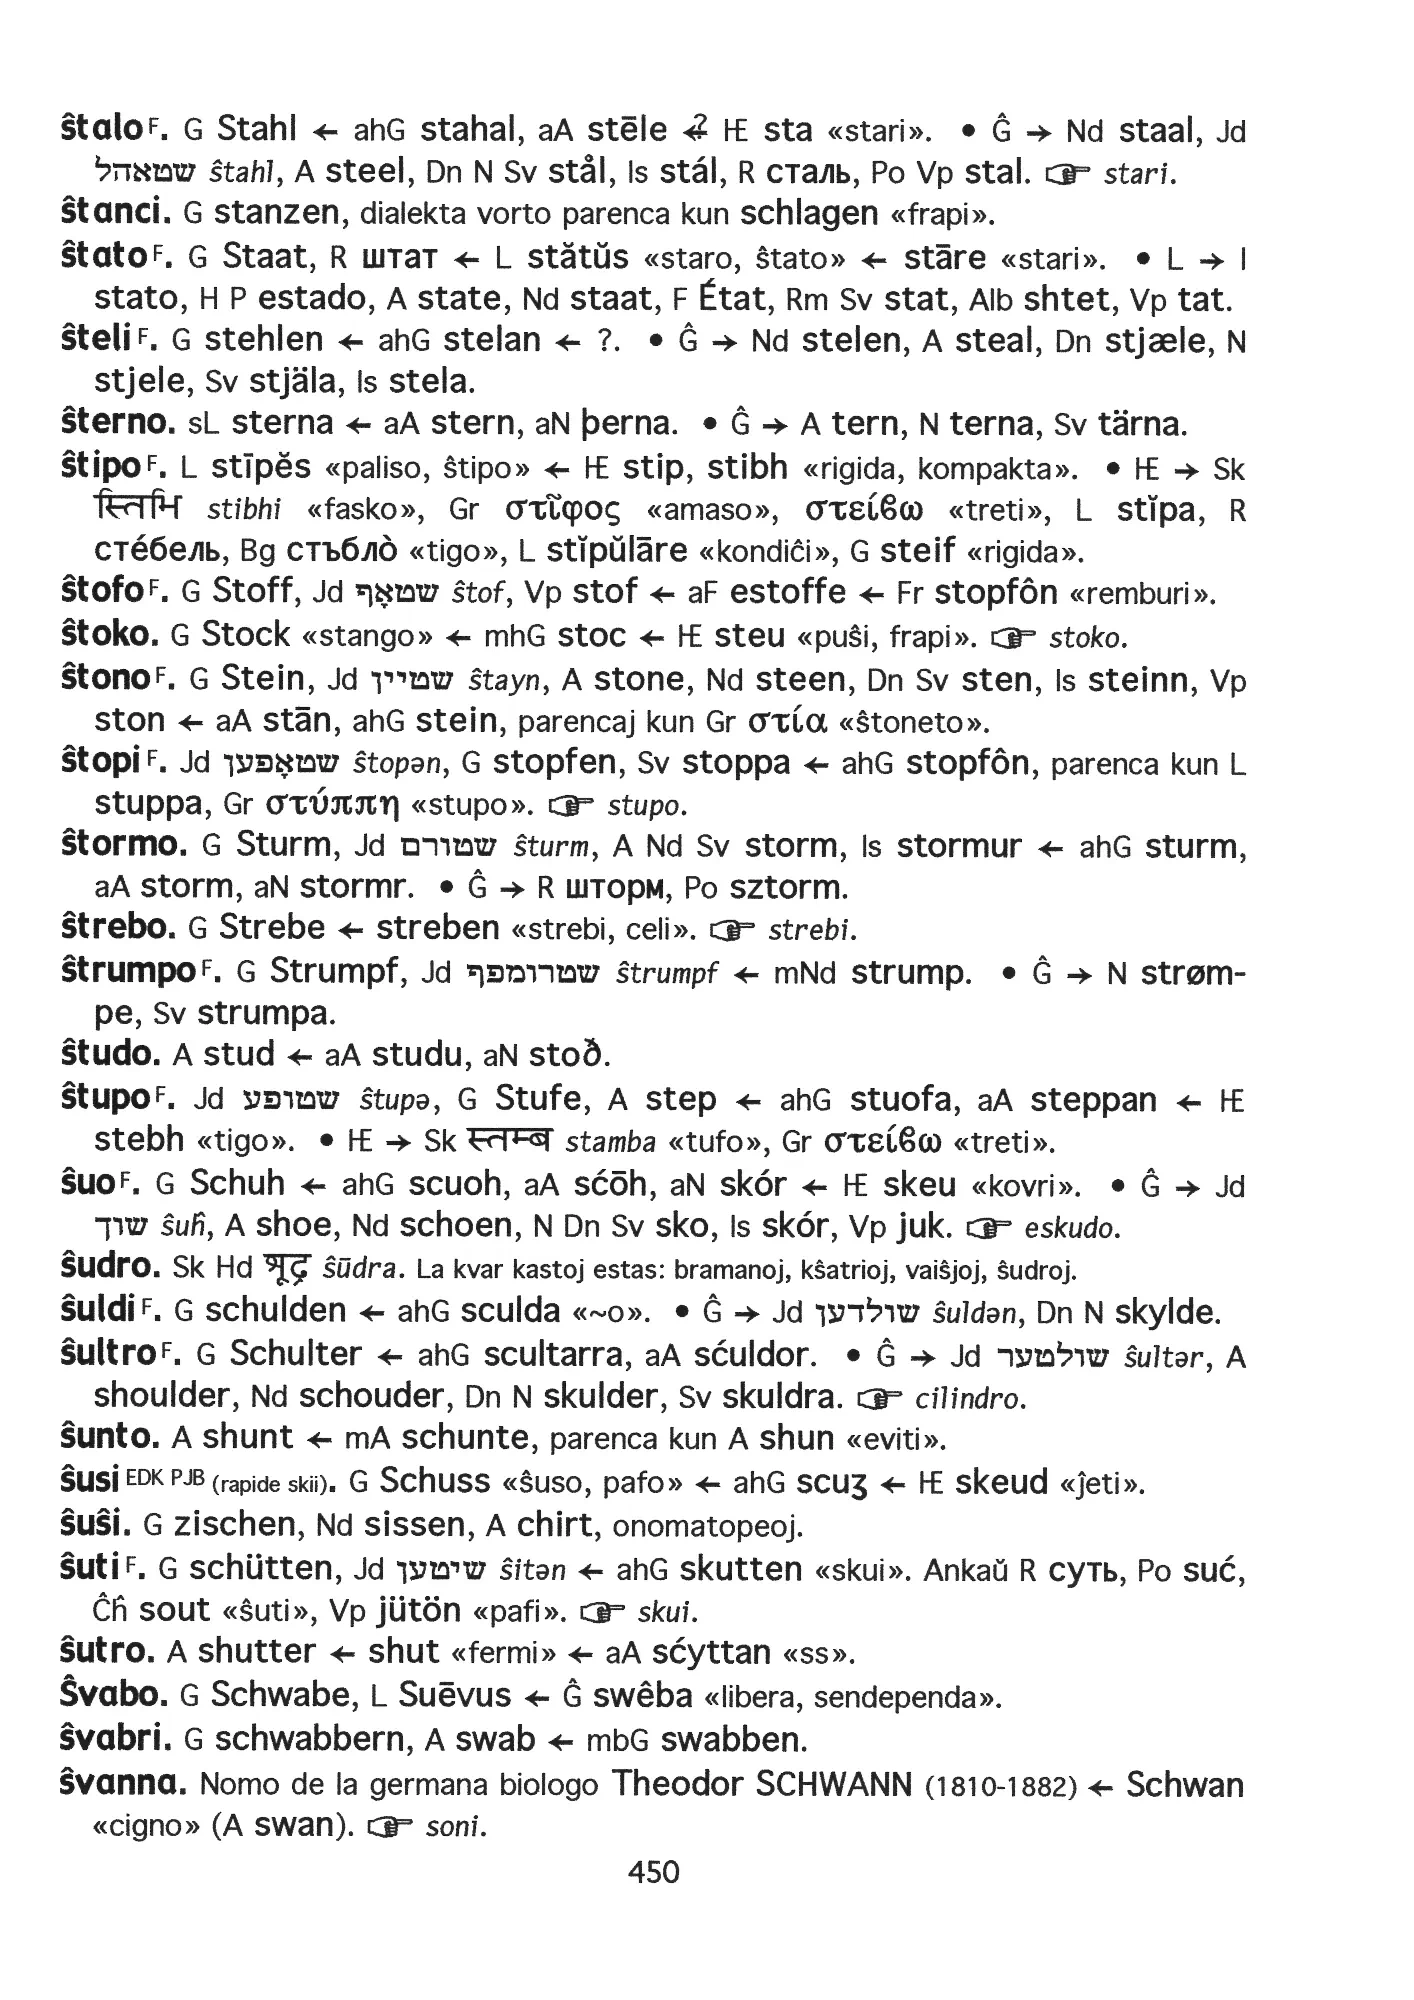 ŝtalo F. G Stahl ← ahG stahal, aA stēle ←? IE sta «stari». • Ĝ → Nd staal, Jd
שטאהל ŝtahl, A steel, Dn N Sv stål, Is stál, R сталь, Po Vp stal. ☞ stari.
ŝtanci. G stanzen, dialekta vorto parenca kun schlagen «frapi».
ŝtato F. G Staat, R штат ← L stătŭs «staro, ŝtato» ← stāre «stari». • L → I
stato, H P estado, A state, Nd staat, F État, Rm Sv stat, Alb shtet, Vp tat.
ŝteli F. G stehlen ← ahG stelan ← ?. • Ĝ → Nd stelen, A steal, Dn stjæle, N
stjele, Sv stjäla, Is stela.
ŝterno. sL sterna ← aA stern, aN þerna. • Ĝ → A tern, N terna, Sv tärna.
ŝtipo F. L stīpĕs «paliso, ŝtipo» ← IE stip, stibh «rigida, kompakta». • IE → Sk
स्तिभि stibhi «fasko», Gr στῖφος «amaso», στείϐω «treti», L stĭpa, R
стéбель, Bg стъблò «tigo», L stĭpŭlāre «kondiĉi», G steif «rigida».
ŝtofo F. G Stoff, Jd שטאָף ŝtof, Vp stof ← aF estoffe ← Fr stopfôn «remburi».
ŝtoko. G Stock «stango» ← mhG stoc ← IE steu «puŝi, frapi». ☞ stoko.
ŝtono F. G Stein, Jd שטיין ŝtayn, A stone, Nd steen, Dn Sv sten, Is steinn, Vp
ston ← aA stān, ahG stein, parencaj kun Gr στία «ŝtoneto».
ŝtopi F. Jd שטאָפּען ŝtopən, G stopfen, Sv stoppa ← ahG stopfôn, parenca kun L
stuppa, Gr στύππη «stupo». ☞ stupo.
ŝtormo. G Sturm, Jd שטורם ŝturm, A Nd Sv storm, Is stormur ← ahG sturm,
aA storm, aN stormr. • Ĝ → R шторм, Po sztorm.
ŝtrebo. G Strebe ← streben «strebi, celi». ☞ strebi.
ŝtrumpo F. G Strumpf, Jd שטרומפף ŝtrumpf ← mNd strump. • Ĝ → N strøm-
pe, Sv strumpa.
ŝtudo. A stud ← aA studu, aN stoð.
ŝtupo F. Jd שטופע ŝtupə, G Stufe, A step ← ahG stuofa, aA steppan ← IE
stebh «tigo». • IE → Sk स्तम्ब stamba «tufo», Gr στείϐω «treti».
ŝuo F. G Schuh ← ahG scuoh, aA sćōh, aN skór ← IE skeu «kovri». • Ĝ → Jd
שוך ŝuĥ, A shoe, Nd schoen, N Dn Sv sko, Is skór, Vp juk. ☞ eskudo.
ŝudro. Sk Hd शूद्र ŝūdra. La kvar kastoj estas: bramanoj, kŝatrioj, vaiŝjoj, ŝudroj.
ŝuldi F. G schulden ← ahG sculda «~o». • Ĝ → Jd שולדען ŝuldən, Dn N skylde.
ŝultro F. G Schulter ← ahG scultarra, aA sćuldor. • Ĝ → Jd שולטער ŝultər, A
shoulder, Nd schouder, Dn N skulder, Sv skuldra. ☞ cilindro.
ŝunto. A shunt ← mA schunte, parenca kun A shun «eviti».
ŝusi EDK PJB (rapide skii). G Schuss «ŝuso, pafo» ← ahG scuʒ ← IE skeud «ĵeti».
ŝuŝi. G zischen, Nd sissen, A chirt, onomatopeoj.
ŝuti F. G schütten, Jd שיטען ŝitən ← ahG skutten «skui». Ankaŭ R суть, Po suć,
Ĉĥ sout «ŝuti», Vp jütön «pafi». ☞ skui.
ŝutro. A shutter ← shut «fermi» ← aA sćyttan «ss».
Ŝvabo. G Schwabe, L Suēvus ← Ĝ swêba «libera, sendependa».
ŝvabri. G schwabbern, A swab ← mbG swabben.
ŝvanna. Nomo de la germana biologo Theodor SCHWANN (1810-1882) ← Schwan
«cigno» (A swan). ☞ soni.
450